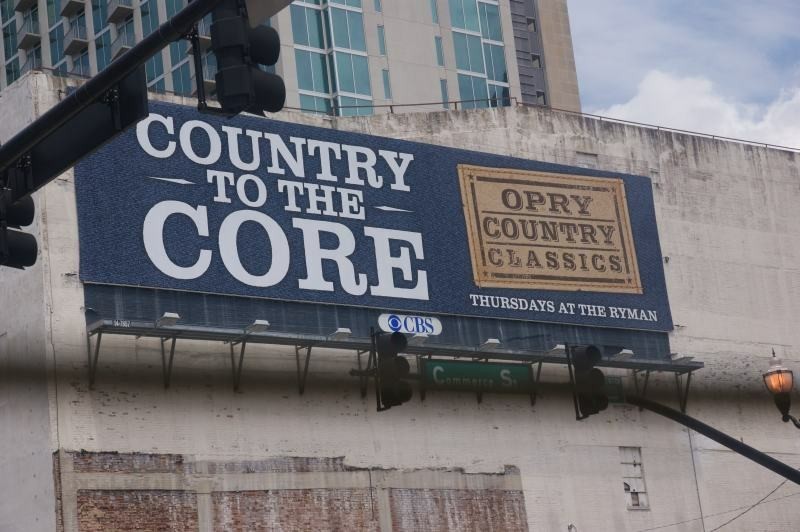 COUNTRY
TO THE
CORE
OPRY
COUNTRY
CLASSICS
THURSDAYS AT THE RYMAN
CBS
Commerce St